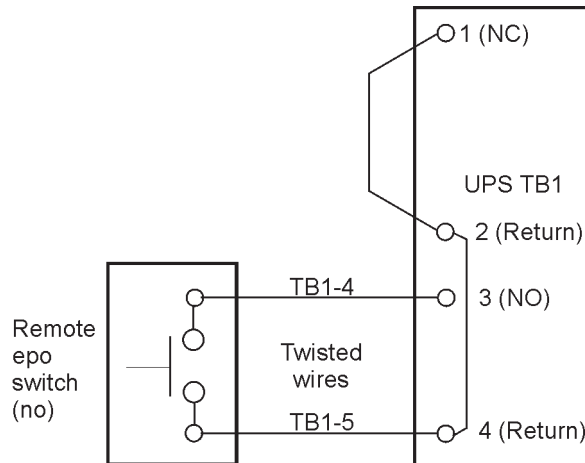 1 (NC)
UPS TB1
2 (Return)
TB1-4
3 (NO)
Remote
epo
switch
(no)
Twisted
wires
TB1-5
4 (Return)